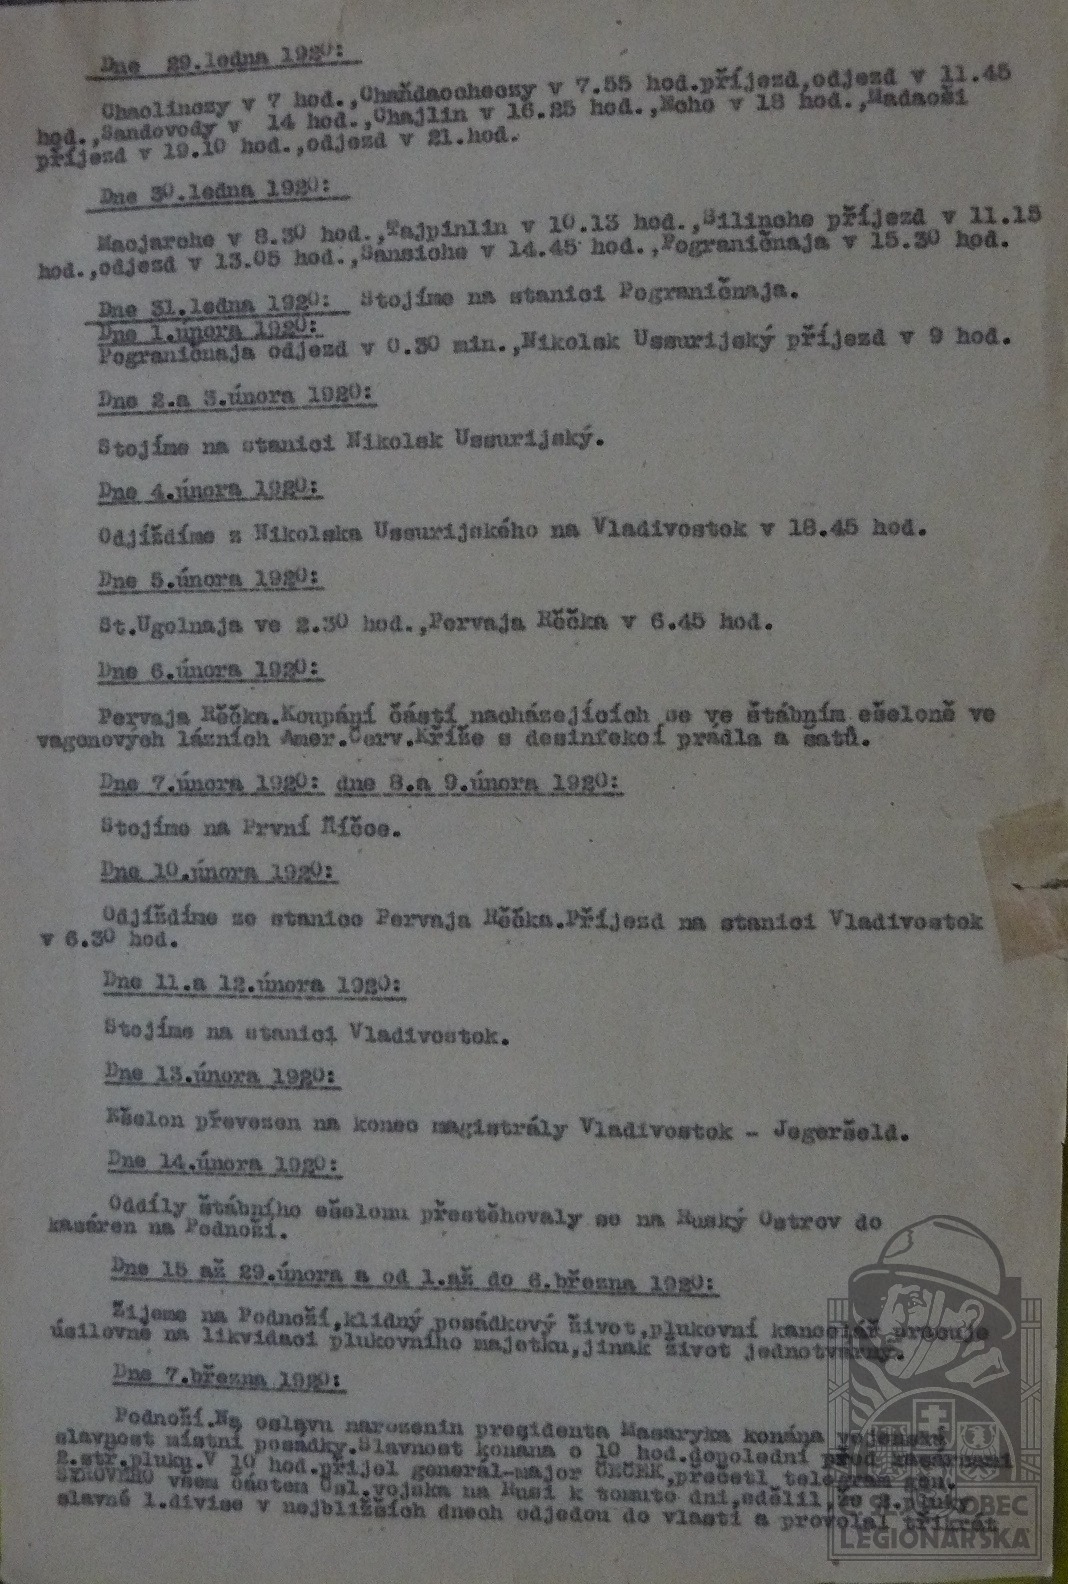 Dne 29.ledna 1920:
Chaolinczy v 7 hod.,Chaňdaocheczy v 7.55 hod.příjezd,odjezd v 11.45
hod.,Sandovody v 14 hod.,Chajlin v 16.25 hod.,Moho v 18 hod.,Madaoši
příjezd v 19.10 hod.,odjezd v 21.hod.
Dne 30.ledna 1920:
Maojarche v 8.30 hod.,Tajpinlin v 10.13 hod.,Silinche příjezd v 11.15
hod.,odjezd v 13.05 hod.,Sansiche v 14.45 hod.,Pograničnaja v 15.30 hod.
Dne 31.ledna 1920: Stojíme na stanici Pograničnaja.
Dne 1.února 1920:
Pograničnaja odjezd v 0.30 min.,Nikolsk Ussurijský příjezd v 9 hod.
Dne 2.a 3.února 1920:
Stojíme na stanici Nikolsk Ussurijský.
Dne 4.února 1920:
Odjíždíme z Nikolska Ussurijského na Vladivostok v 18.45 hod.
Dne 5.února 1920:
St.Ugolnaja ve 2.30 hod.,Pervaja Rěčka v 6.45 hod.
Dne 6.února 1920:
Pervaja Rěčka.Koupání částí nacházejících se ve štábním ešeloně ve
vagonových lázních Amer.Červ.Kříže s desinfekcí prádla a šatů.
Dne 7.února 1920: dne 8.a 9.února 1920:
Stojíme na První Říčce.
Dne 10.února 1920:
Odjíždíme ze stanice Pervaja Rěčka.Příjezd na stanici Vladivostok
v 6.30 hod.
Dne 11.a 12.února 1920:
Stojíme na stanici Vladivostok.
Dne 13.února 1920:
Ešelon převezen na konec magistrály Vladivostok - Jegeršeld.
Dne 14.února 1920:
Oddíly štábního ešelonu přestěhovaly se na Ruský Ostrov do
kasáren na Podnoží.
Dne 15 až 29.února a od 1.až do 6.března 1920:
Žijeme na Podnoží,klidný posádkový život,plukovní kancelář pracuje
úsilovně na likvidaci plukovního majetku,jinak život jednotvárný.
Dne 7.března 1920:
Podnoží.Na oslavu narozenin presidenta Masaryka konána vojenský
slavnost místní posádky.Slavnost konána o 10 hod.dopolední před kasárnami
2.stř.pluku.V 10 hod.přijel generál-major ČEČEK,přečetl telegram gen.
SYROVÉHO všem částem Čsl.vojska na Rusi k tomuto dni,sdělil,že 2.pluky
slavné 1.divise v nejbližších dnech odjedou do vlasti a provolal třikrát
OBEC
LEGIONÁŘSKÁ